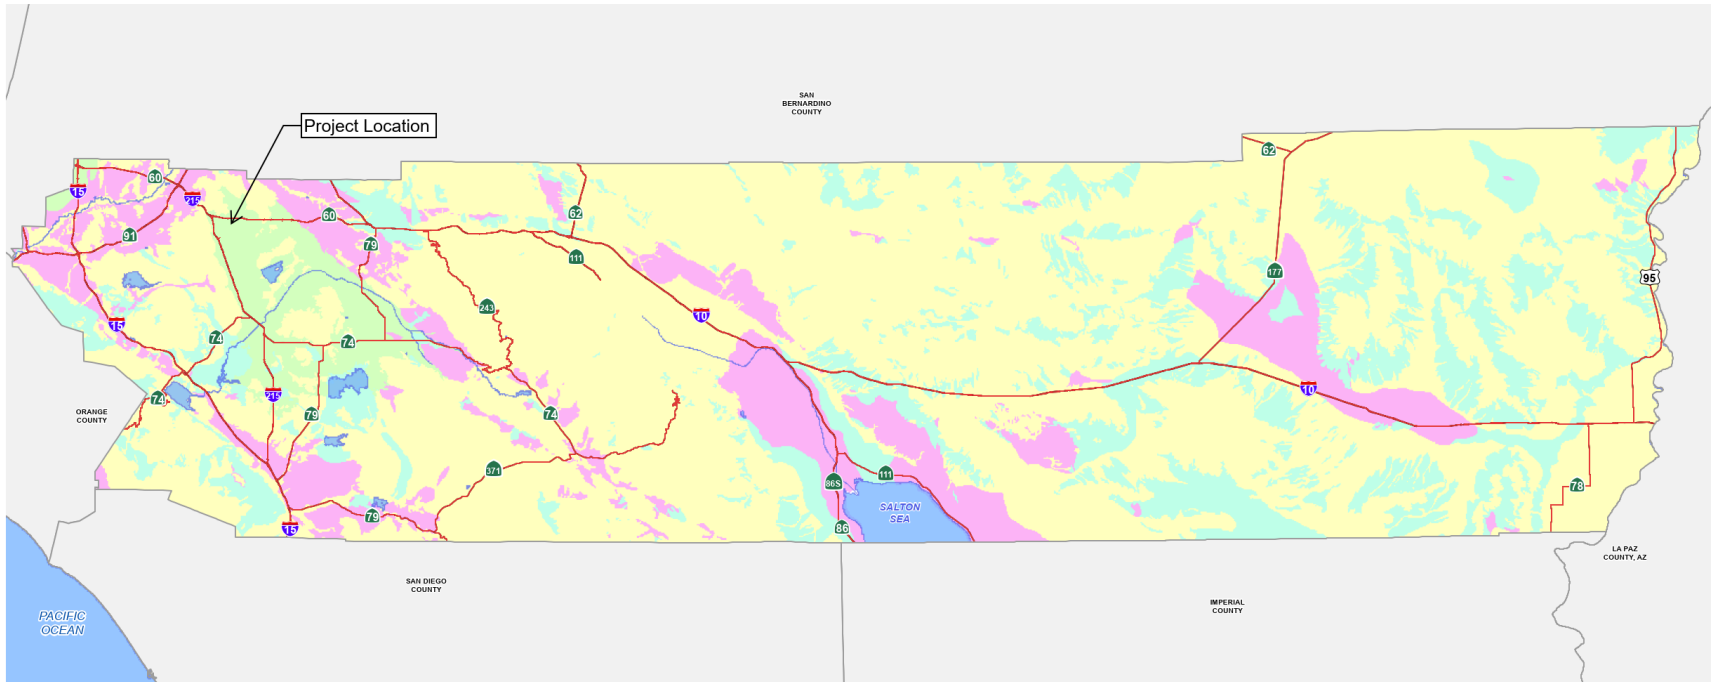 SAN
BERNARDINO
COUNTY
Project Location
62
60
15
215
60
62
91
79
111
177
95
243
10
15
74
74
10
215
74
79
74
ORANGE
COUNTY
371
86S
111
78
SALTON
SEA
79
15
86
LA PAZ
COUNTY, AZ
SAN DIEGO
COUNTY
IMPERIAL
COUNTY
PACIFIC
OCEAN